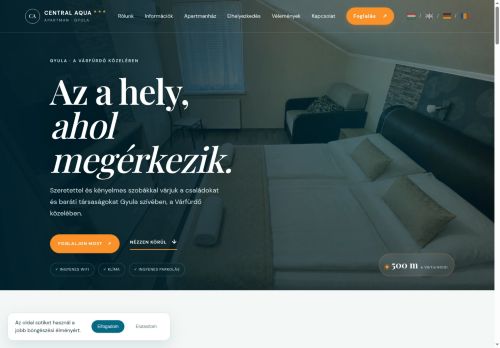 CENTRAL AQUA ***
APARTMAN · GYULA
CA
Rólunk
Információk
Apartmanház
Elhelyezkedés
Vélemények
Kapcsolat
Foglalás ↗
/ / /
GYULA · A VÁRFÜRDŐ KÖZELÉBEN
Az a hely,
ahol
megérkezik.
Szeretettel és kényelmes szobákkal várjuk a családokat
és baráti társaságokat Gyula szívében, a Várfürdő
közelében.
FOGLALJON MOST ↗
NÉZZEN KÖRÜL ↓
✓ INGYENES WIFI
✓ KLÍMA
✓ INGYENES PARKOLÁS
500 m
Az oldal sütiket használ a
jobb böngészési élményért.
Elfogadom
Elutasítom